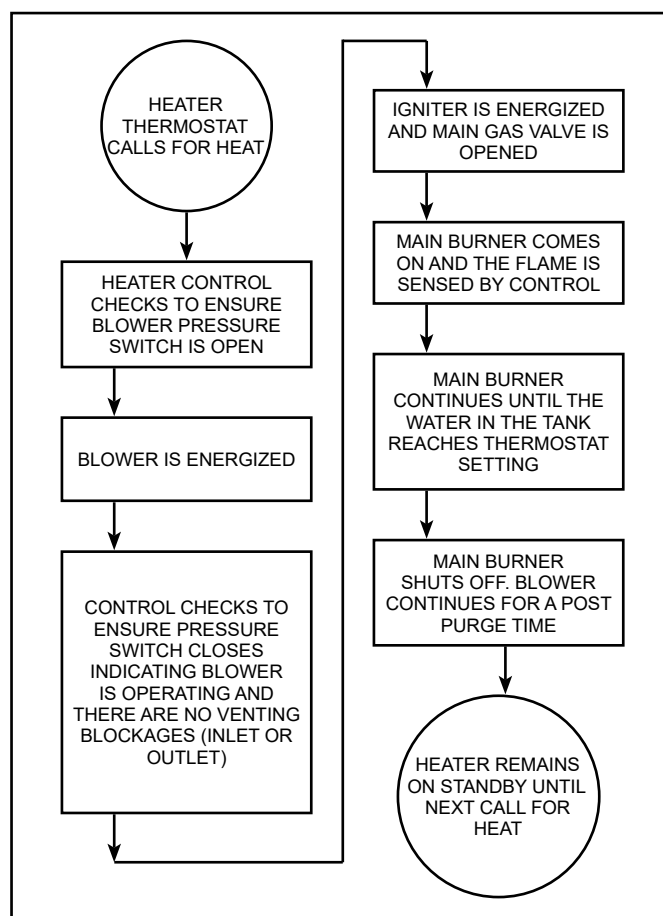 HEATER
THERMOSTAT
CALLS FOR HEAT
HEATER CONTROL
CHECKS TO ENSURE
BLOWER PRESSURE
SWITCH IS OPEN
BLOWER IS ENERGIZED
CONTROL CHECKS TO
ENSURE PRESSURE
SWITCH CLOSES
INDICATING BLOWER
IS OPERATING AND
THERE ARE NO VENTING
BLOCKAGES (INLET OR
OUTLET)
IGNITER IS ENERGIZED
AND MAIN GAS VALVE IS
OPENED
MAIN BURNER COMES
ON AND THE FLAME IS
SENSED BY CONTROL
MAIN BURNER
CONTINUES UNTIL THE
WATER IN THE TANK
REACHES THERMOSTAT
SETTING
MAIN BURNER
SHUTS OFF. BLOWER
CONTINUES FOR A POST
PURGE TIME
HEATER REMAINS
ON STANDBY UNTIL
NEXT CALL FOR
HEAT